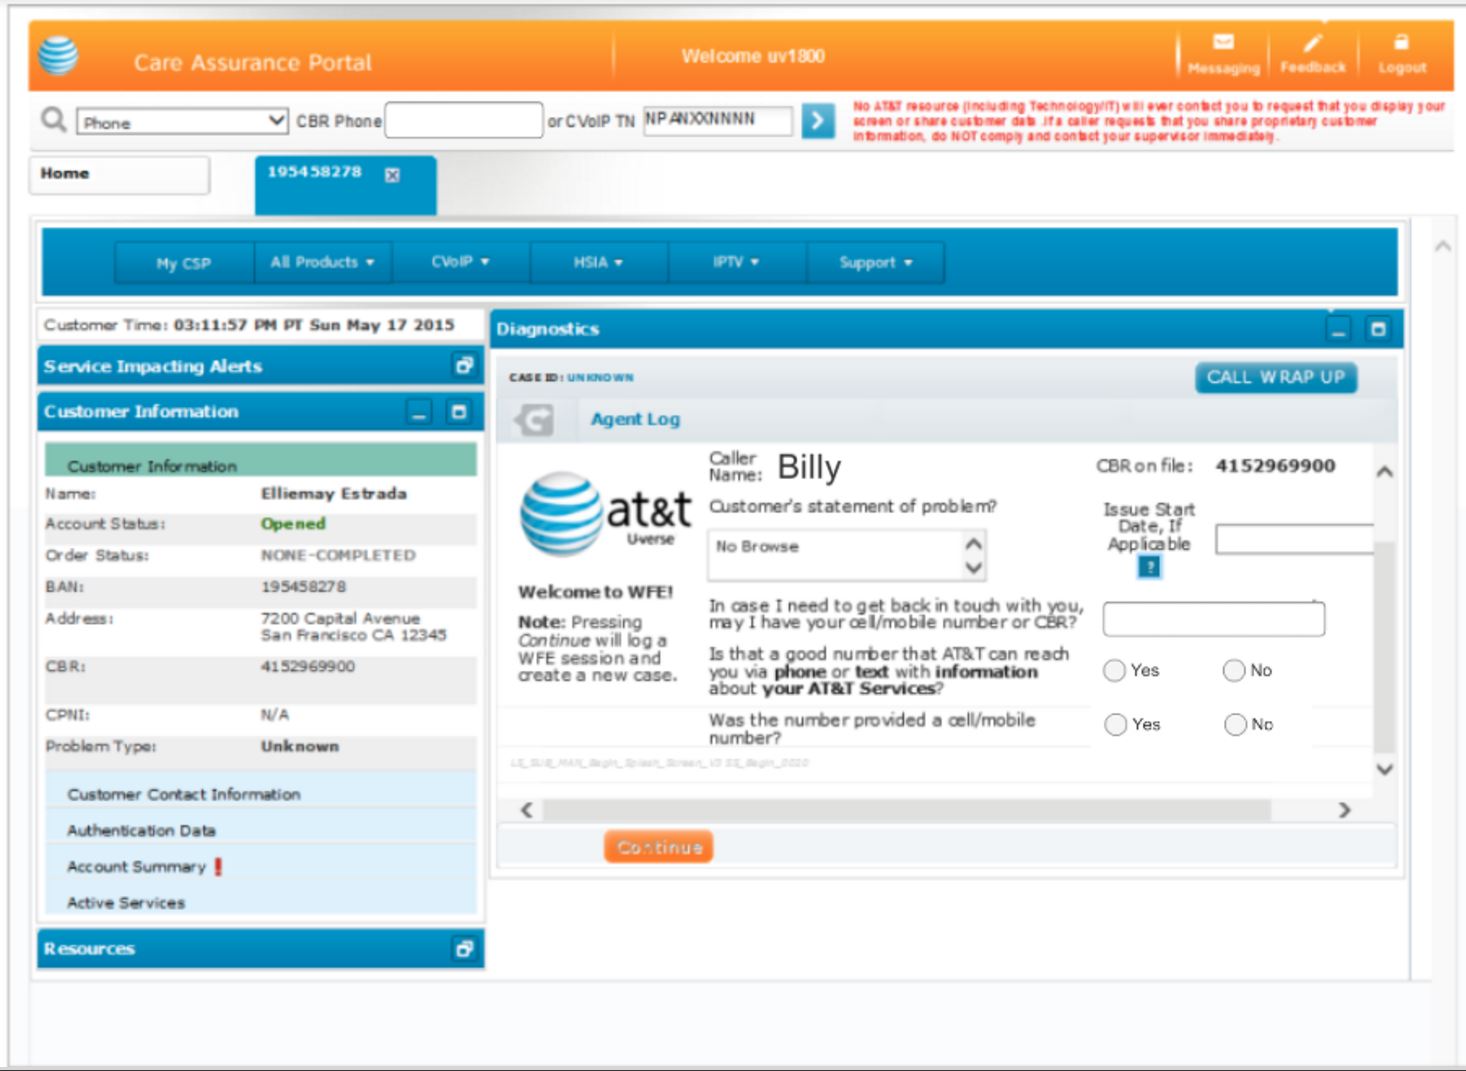 Care Assurance Portal
Welcome uv1800
Messaging
Feedback
Logout
Phone
CBR Phone
or CVoIP TN
NPANXXNNNN
No AT&T resource (including Technology/IT) will ever contact you to request that you display your
screen or share customer data .If a caller requests that you share proprietary customer
information, do NOT comply and contact your supervisor immediately.
Home
195458278
My CSP
All Products
CVoIP
HSIA
IPTV
Support
Customer Time: 03:11:57 PM PT Sun May 17 2015
Service Impacting Alerts
Customer Information
Customer Information
Name: Elliemay Estrada
Account Status: Opened
Order Status: NONE-COMPLETED
BAN: 195458278
Address: 7200 Capital Avenue
San Francisco CA 12345
CBR: 4152969900
CPNI: N/A
Problem Type: Unknown
Customer Contact Information
Authentication Data
Account Summary !
Active Services
Resources
Diagnostics
CASE ID: UNKNOWN
CALL WRAP UP
Agent Log
at&t
U-verse
Welcome to WFE!
Note: Pressing
Continue will log a
WFE session and
create a new case.
Caller
Name: Billy
CBR on file: 4152969900
Customer's statement of problem?
No Browse
Issue Start
Date, If
Applicable
?
In case I need to get back in touch with you,
may I have your cell/mobile number or CBR?
Is that a good number that AT&T can reach
you via phone or text with information
about your AT&T Services?
Yes No
Was the number provided a cell/mobile
number?
Yes No
LS_SUB_MAN_Begin_Splash_Screen_V3 SS_Begin_0020
Continue